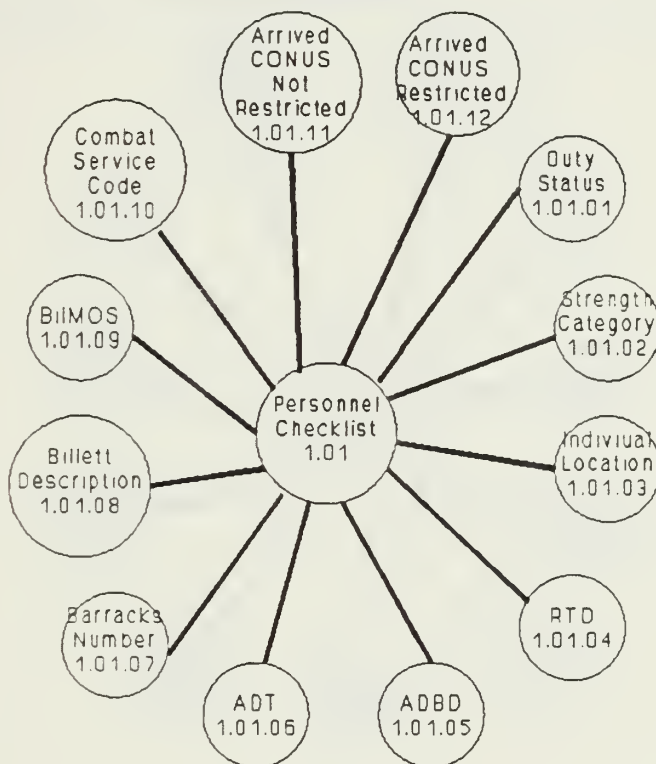 Arrived
CONUS
Not
Restricted
1.01.11
Arrived
CONUS
Restricted
1.01.12
Combat
Service
Code
1.01.10
Duty
Status
1.01.01
BilMOS
1.01.09
Strength
Category
1.01.02
Personnel
Checklist
1.01
Billett
Description
1.01.08
Indiviual
Location
1.01.03
Barracks
Number
1.01.07
RTD
1.01.04
ADT
1.01.06
ADBD
1.01.05